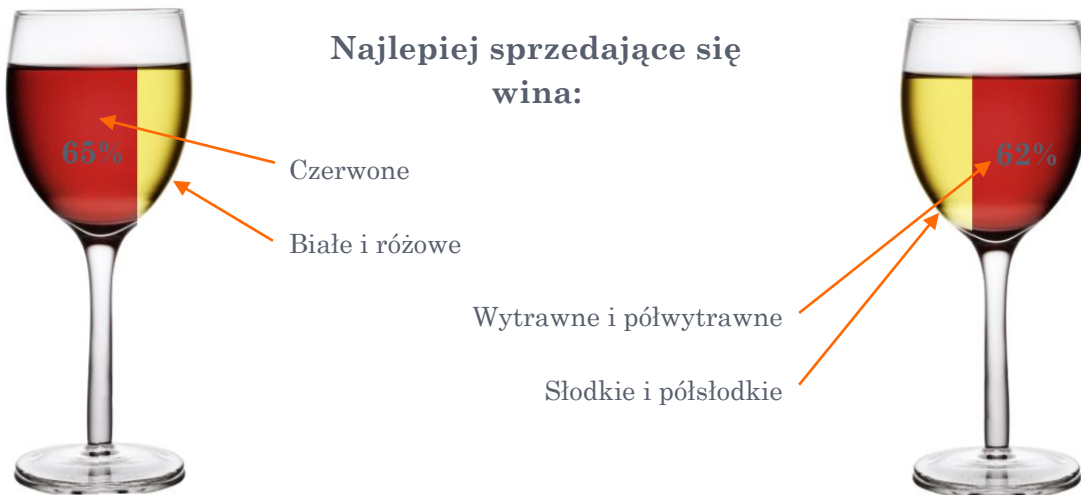 Najlepiej sprzedające się
wina:
65%
Czerwone
Białe i różowe
62%
Wytrawne i półwytrawne
Słodkie i półsłodkie